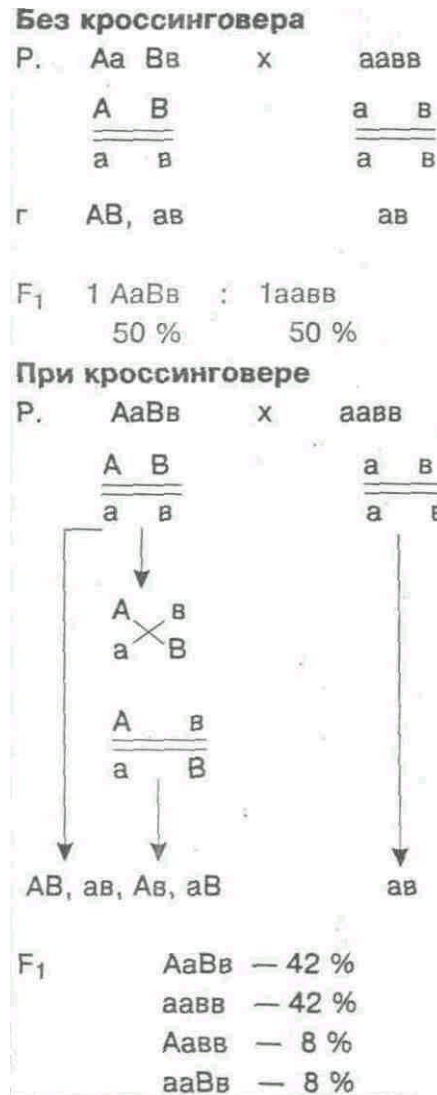 Без кроссинговера
P. Аа Вв х аавв
А В а в
а в а в
г АВ, ав ав
F₁ 1 АаВв : 1аавв
50 % 50 %
При кроссинговере
P. АаВв х аавв
А В а в
а в а в
А в
а В
А в
а В
АВ, ав, Ав, аВ ав
F₁ АаВв — 42 %
аавв — 42 %
Аавв — 8 %
ааВв — 8 %